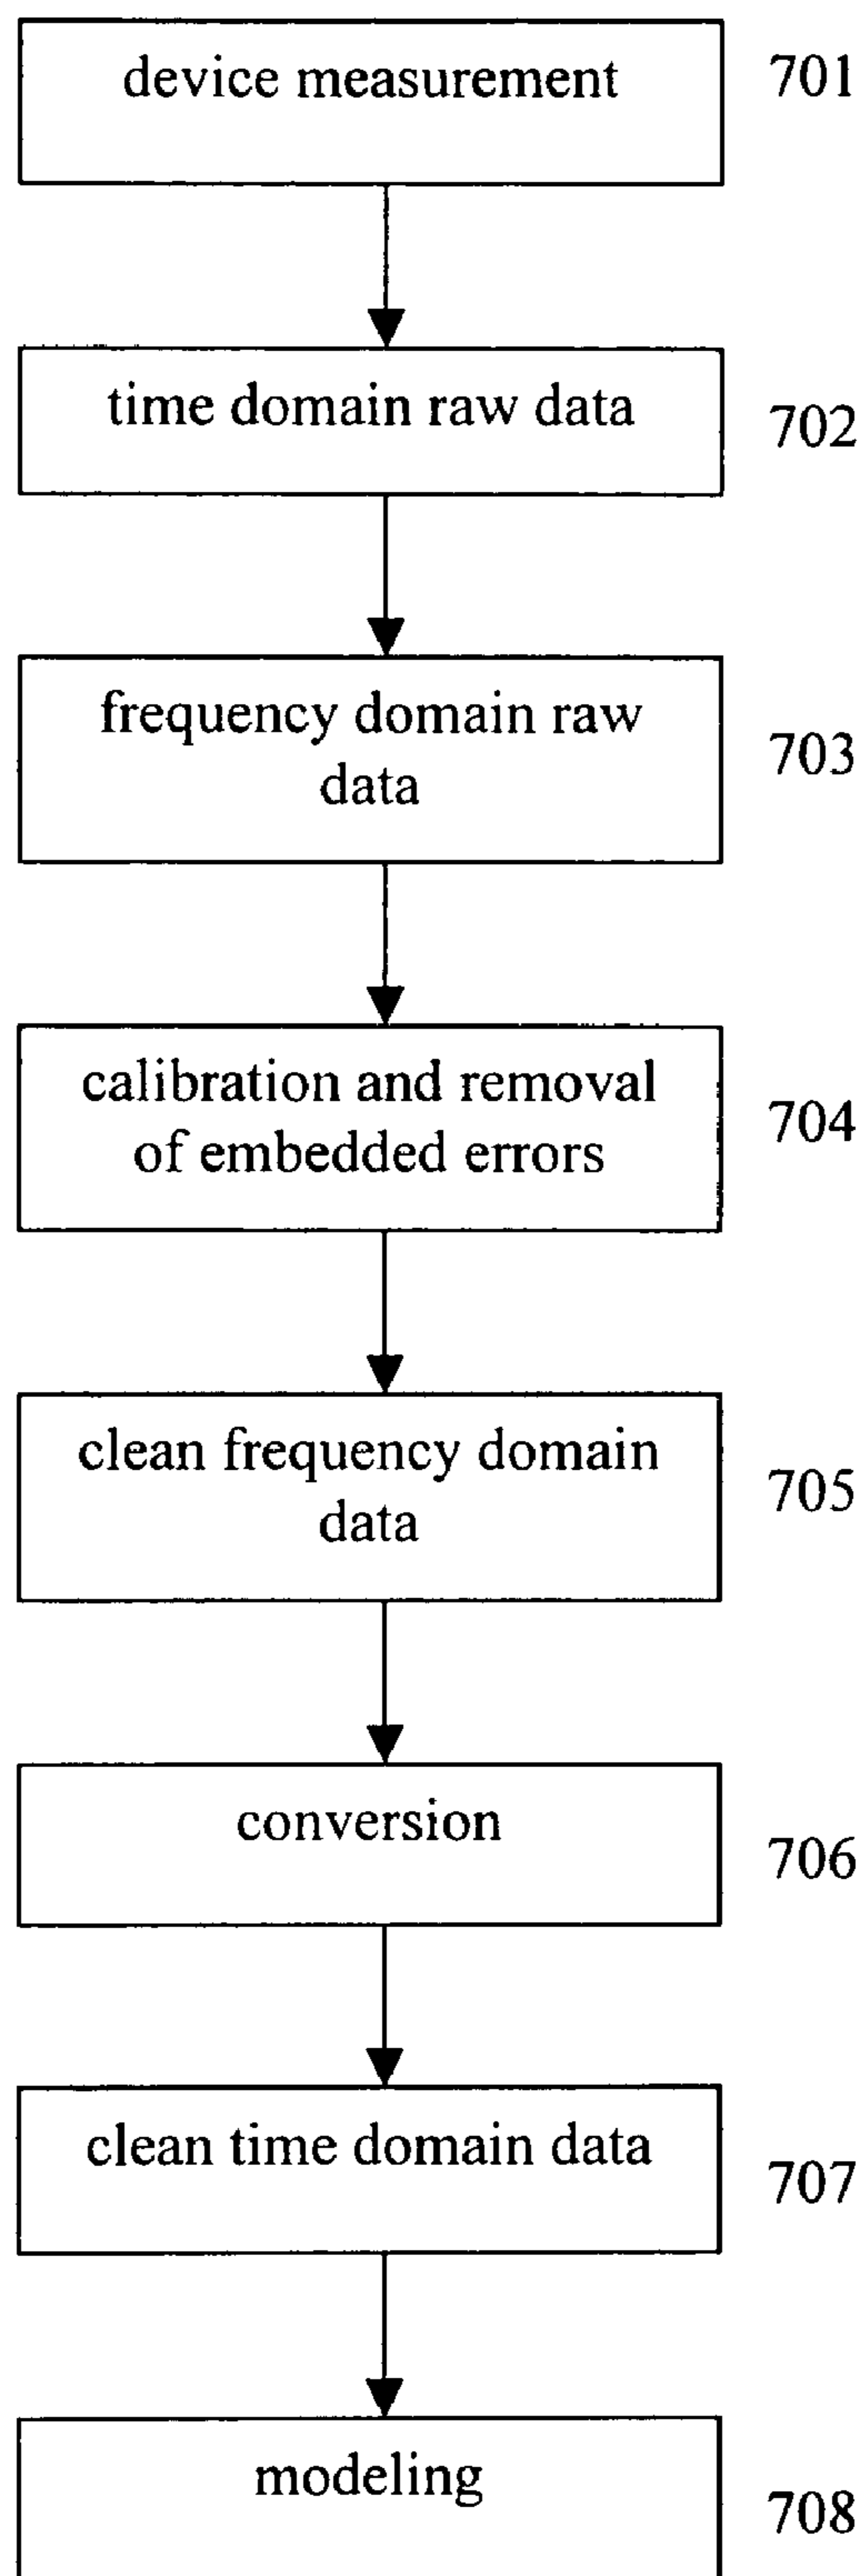 device measurement 701
time domain raw data 702
frequency domain raw
data 703
calibration and removal
of embedded errors 704
clean frequency domain
data 705
conversion 706
clean time domain data 707
modeling 708